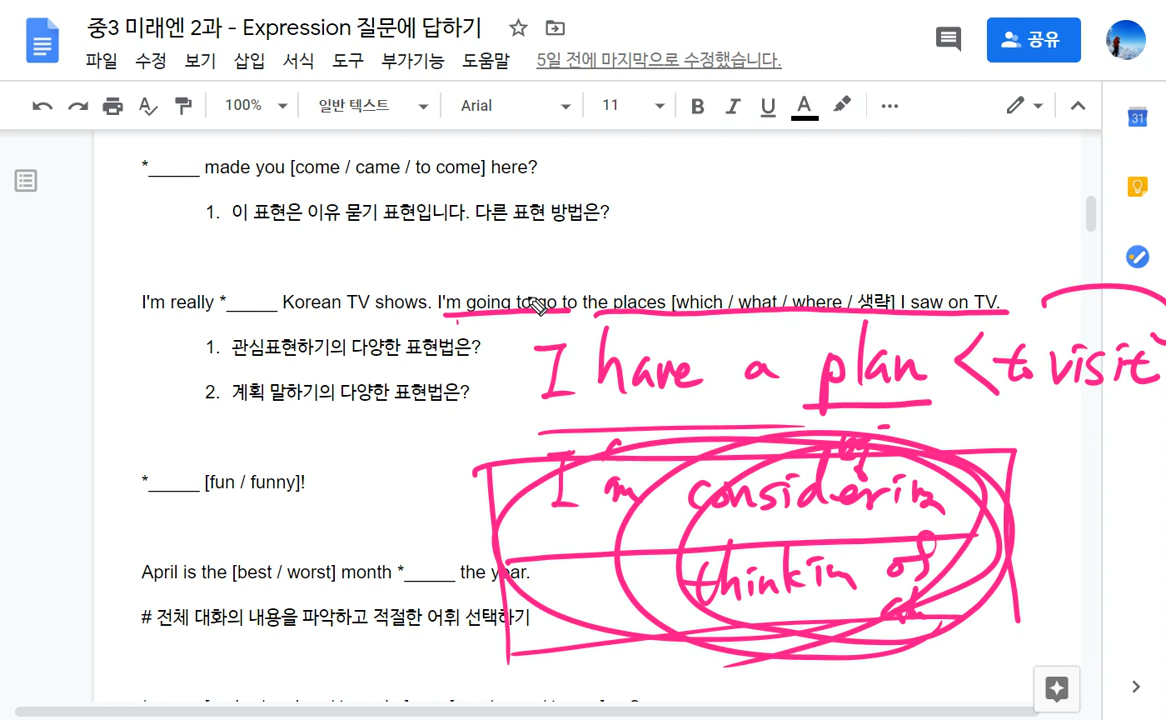 중3 미래엔 2과 - Expression 질문에 답하기
파일 수정 보기 삽입 서식 도구 부가기능 도움말 5일 전에 마지막으로 수정했습니다.
공유
100% 일반 텍스트 Arial 11 B I U A
31
*_____ made you [come / came / to come] here?
1. 이 표현은 이유 묻기 표현입니다. 다른 표현 방법은?
I'm really *_____ Korean TV shows. I'm going to go to the places [which / what / where / 생략] I saw on TV.
1. 관심표현하기의 다양한 표현법은?
I have a plan <to visit
2. 계획 말하기의 다양한 표현법은?
*_____ [fun / funny]!
I'm considerin
April is the [best / worst] month *_____ the year.
thinkin of
# 전체 대화의 내용을 파악하고 적절한 어휘 선택하기